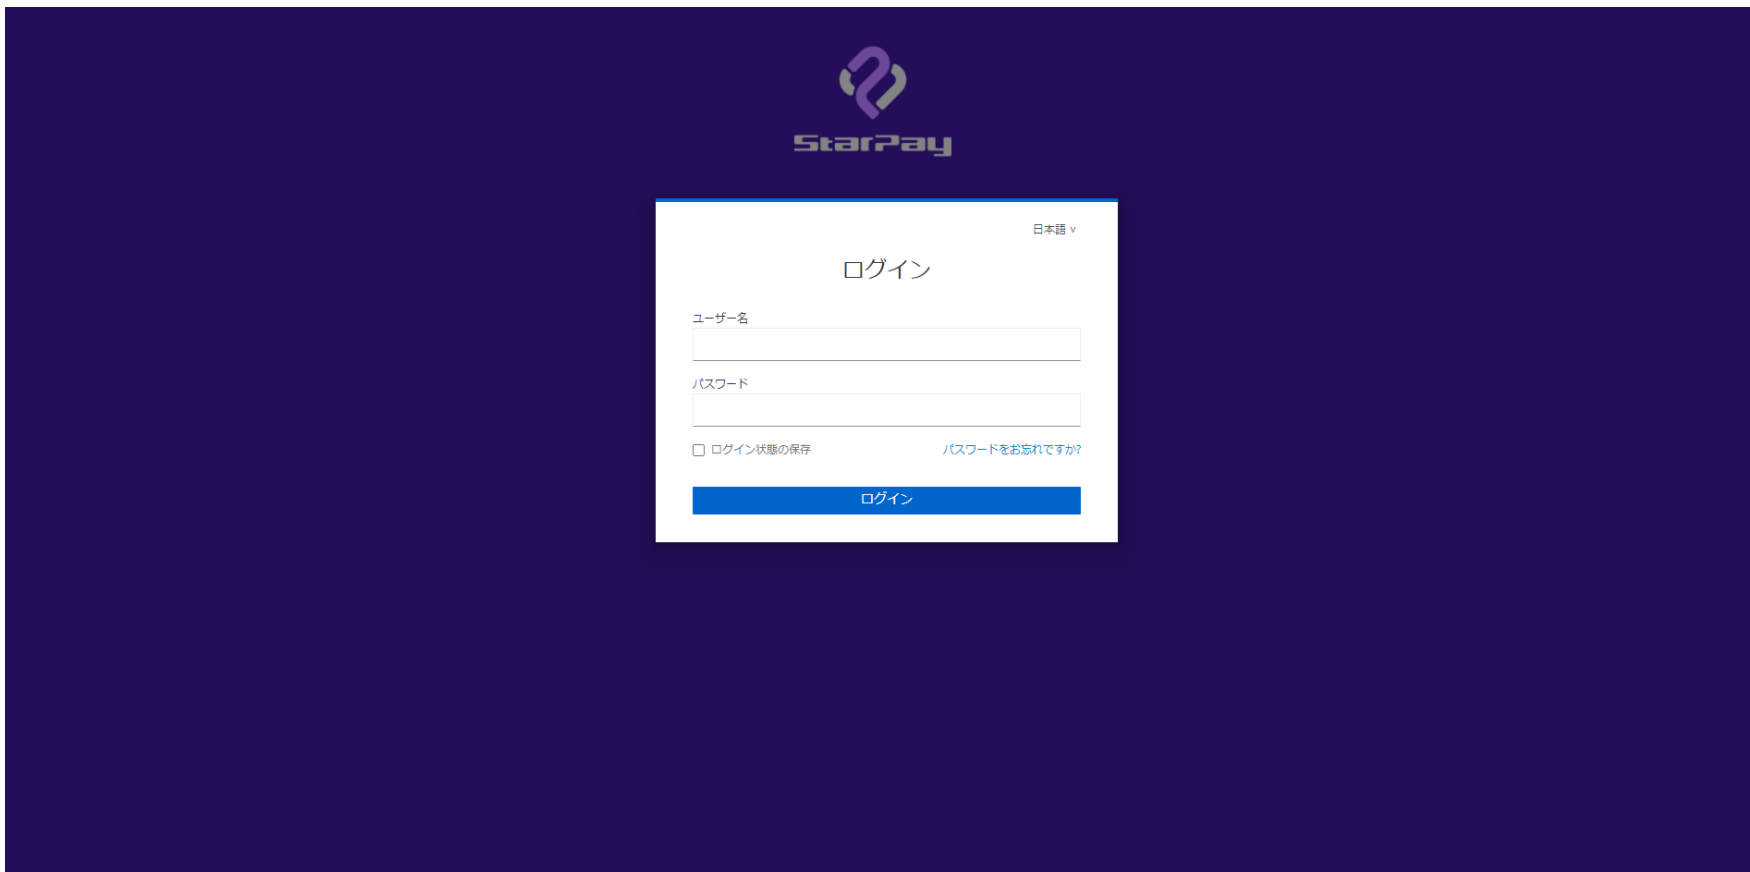 StarPay
日本語 ∨
ログイン
ユーザー名
パスワード
ログイン状態の保存 パスワードをお忘れですか?
ログイン